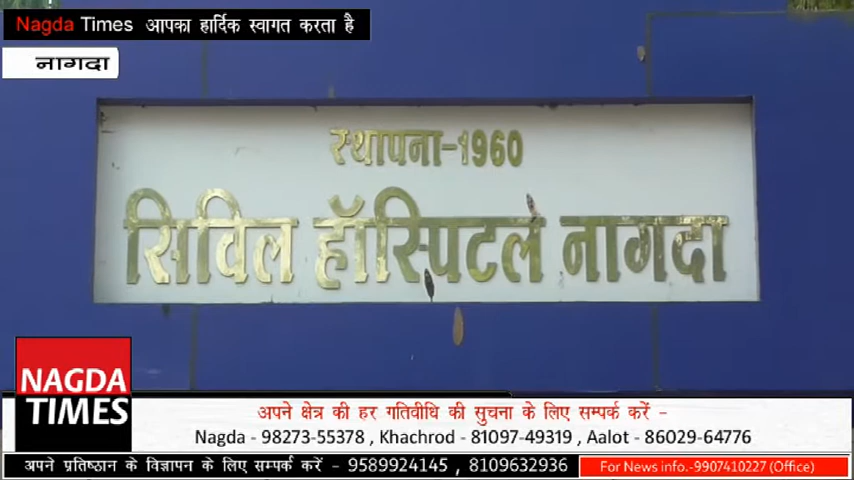 Nagda Times आपका हार्दिक स्वागत करता है
नागदा
स्थापना-1960
सिविल हॉस्पिटल नागदा
NAGDA
TIMES
अपने क्षेत्र की हर गतिवीधि की सुचना के लिए सम्पर्क करें -
Nagda - 98273-55378 , Khachrod - 81097-49319 , Aalot - 86029-64776
अपने प्रतिष्ठान के विज्ञापन के लिए सम्पर्क करें - 9589924145 , 8109632936
For News info.-9907410227 (Office)